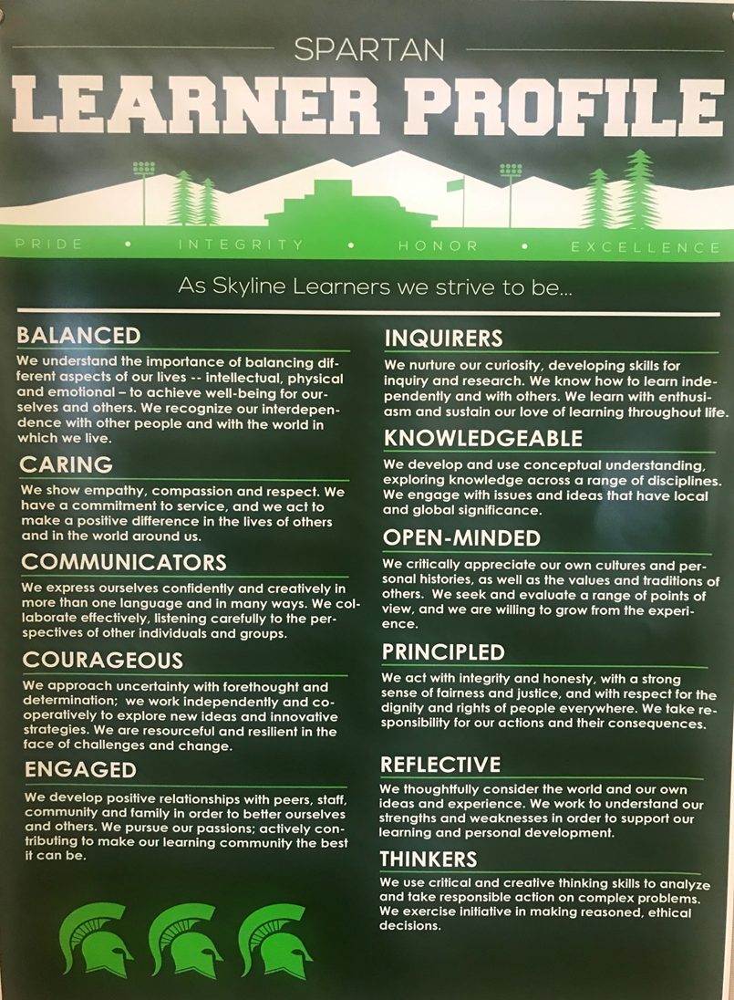 SPARTAN
LEARNER PROFILE
PRIDE • INTEGRITY • HONOR • EXCELLENCE
As Skyline Learners we strive to be...
BALANCED
We understand the importance of balancing dif-
ferent aspects of our lives -- intellectual, physical
and emotional – to achieve well-being for our-
selves and others. We recognize our interdepen-
dence with other people and with the world in
which we live.
CARING
We show empathy, compassion and respect. We
have a commitment to service, and we act to
make a positive difference in the lives of others
and in the world around us.
COMMUNICATORS
We express ourselves confidently and creatively in
more than one language and in many ways. We col-
laborate effectively, listening carefully to the per-
spectives of other individuals and groups.
COURAGEOUS
We approach uncertainty with forethought and
determination;  we work independently and co-
operatively to explore new ideas and innovative
strategies. We are resourceful and resilient in the
face of challenges and change.
ENGAGED
We develop positive relationships with peers, staff,
community and family in order to better ourselves
and others. We pursue our passions; actively con-
tributing to make our learning community the best
it can be.
INQUIRERS
We nurture our curiosity, developing skills for
inquiry and research. We know how to learn inde-
pendently and with others. We learn with enthusi-
asm and sustain our love of learning throughout life.
KNOWLEDGEABLE
We develop and use conceptual understanding,
exploring knowledge across a range of disciplines.
We engage with issues and ideas that have local
and global significance.
OPEN-MINDED
We critically appreciate our own cultures and per-
sonal histories, as well as the values and traditions of
others.  We seek and evaluate a range of points of
view, and we are willing to grow from the experi-
ence.
PRINCIPLED
We act with integrity and honesty, with a strong
sense of fairness and justice, and with respect for the
dignity and rights of people everywhere. We take re-
sponsibility for our actions and their consequences.
REFLECTIVE
We thoughtfully consider the world and our own
ideas and experience. We work to understand our
strengths and weaknesses in order to support our
learning and personal development.
THINKERS
We use critical and creative thinking skills to analyze
and take responsible action on complex problems.
We exercise initiative in making reasoned, ethical
decisions.